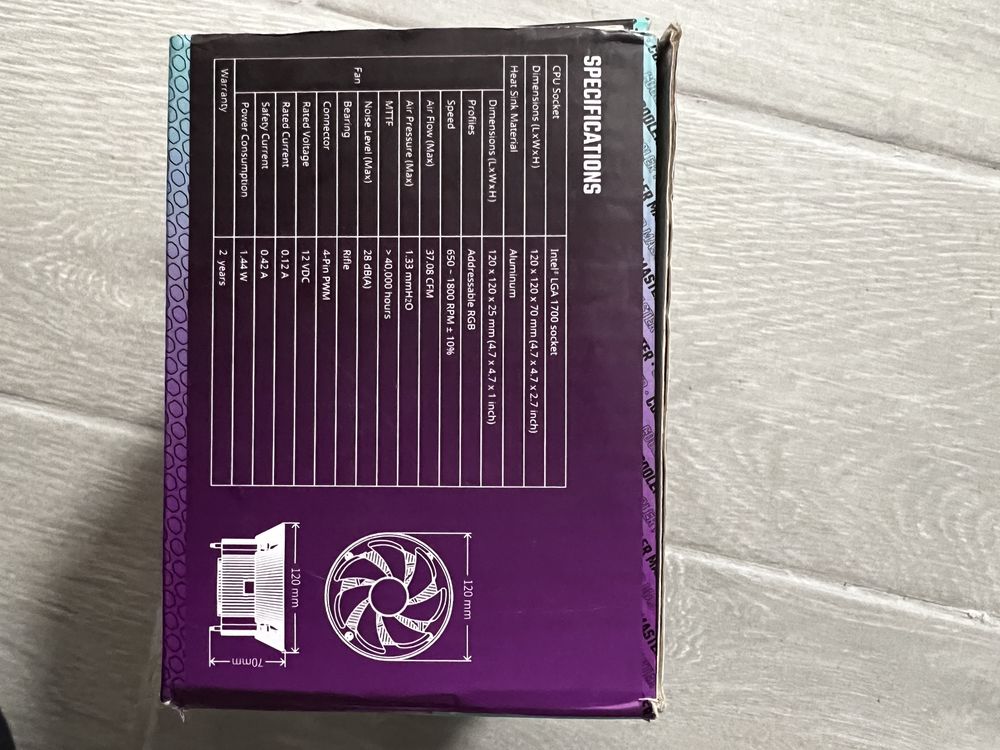 SPECIFICATIONS
CPU Socket Intel® LGA 1700 socket
Dimensions (LxWxH) 120 x 120 x 70 mm (4.7 x 4.7 x 2.7 inch)
Heat Sink Material Aluminum
Fan
Dimensions (LxWxH) 120 x 120 x 25 mm (4.7 x 4.7 x 1 inch)
Profiles Addressable RGB
Speed 650 ~ 1800 RPM ± 10%
Air Flow (Max) 37.08 CFM
Air Pressure (Max) 1.33 mmH2O
MTTF > 40,000 hours
Noise Level (Max) 28 dB(A)
Bearing Rifle
Connector 4-Pin PWM
Rated Voltage 12 VDC
Rated Current 0.12 A
Safety Current 0.42 A
Power Consumption 1.44 W
Warranty 2 years
120 mm
120 mm
70mm